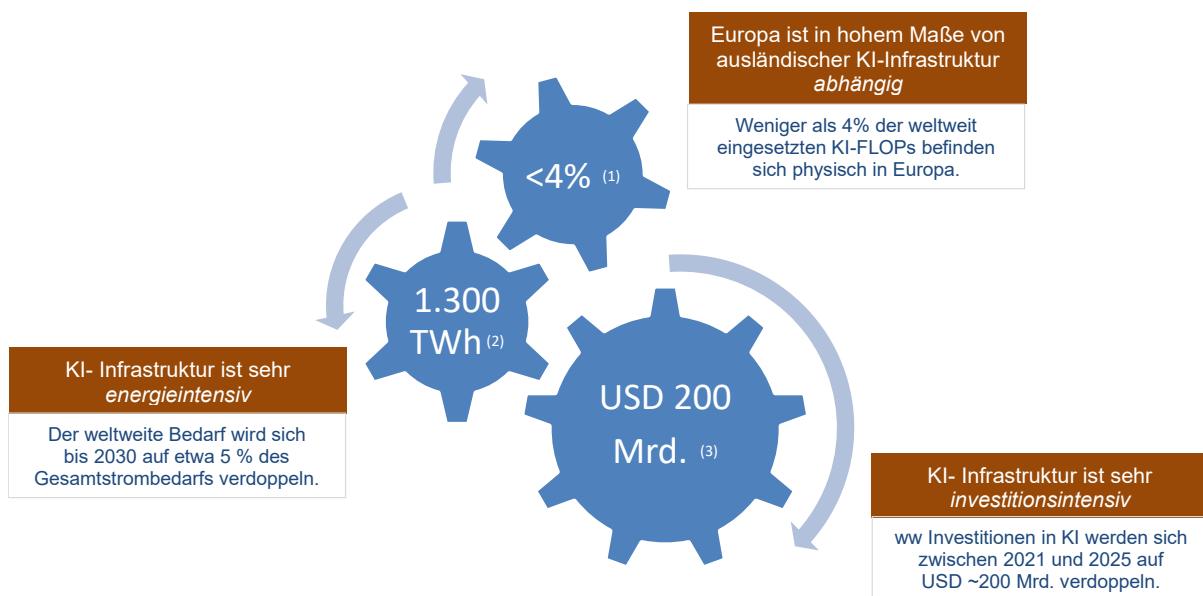 Europa ist in hohem Maße von
ausländischer KI-Infrastruktur
abhängig
Weniger als 4% der weltweit
eingesetzten KI-FLOPs befinden
sich physisch in Europa.
<4% (1)
1.300
TWh (2)
KI- Infrastruktur ist sehr
energieintensiv
Der weltweite Bedarf wird sich
bis 2030 auf etwa 5 % des
Gesamtstrombedarfs verdoppeln.
USD 200
Mrd. (3)
KI- Infrastruktur ist sehr
investitionsintensiv
ww Investitionen in KI werden sich
zwischen 2021 und 2025 auf
USD ~200 Mrd. verdoppeln.